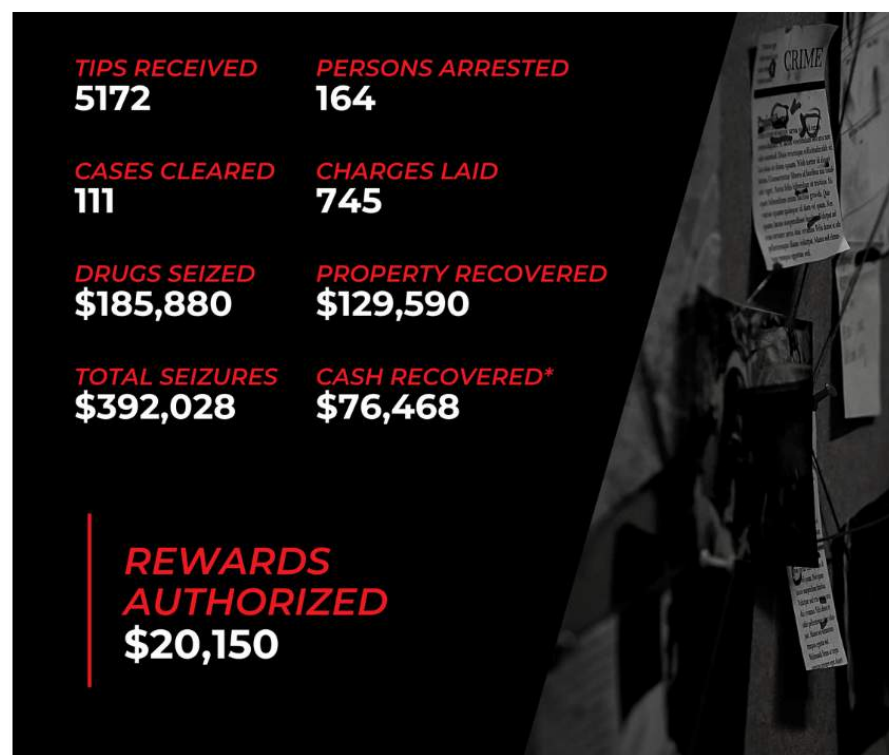 TIPS RECEIVED
5172
PERSONS ARRESTED
164
CASES CLEARED
111
CHARGES LAID
745
DRUGS SEIZED
$185,880
PROPERTY RECOVERED
$129,590
TOTAL SEIZURES
$392,028
CASH RECOVERED*
$76,468
REWARDS
AUTHORIZED
$20,150
CRIME